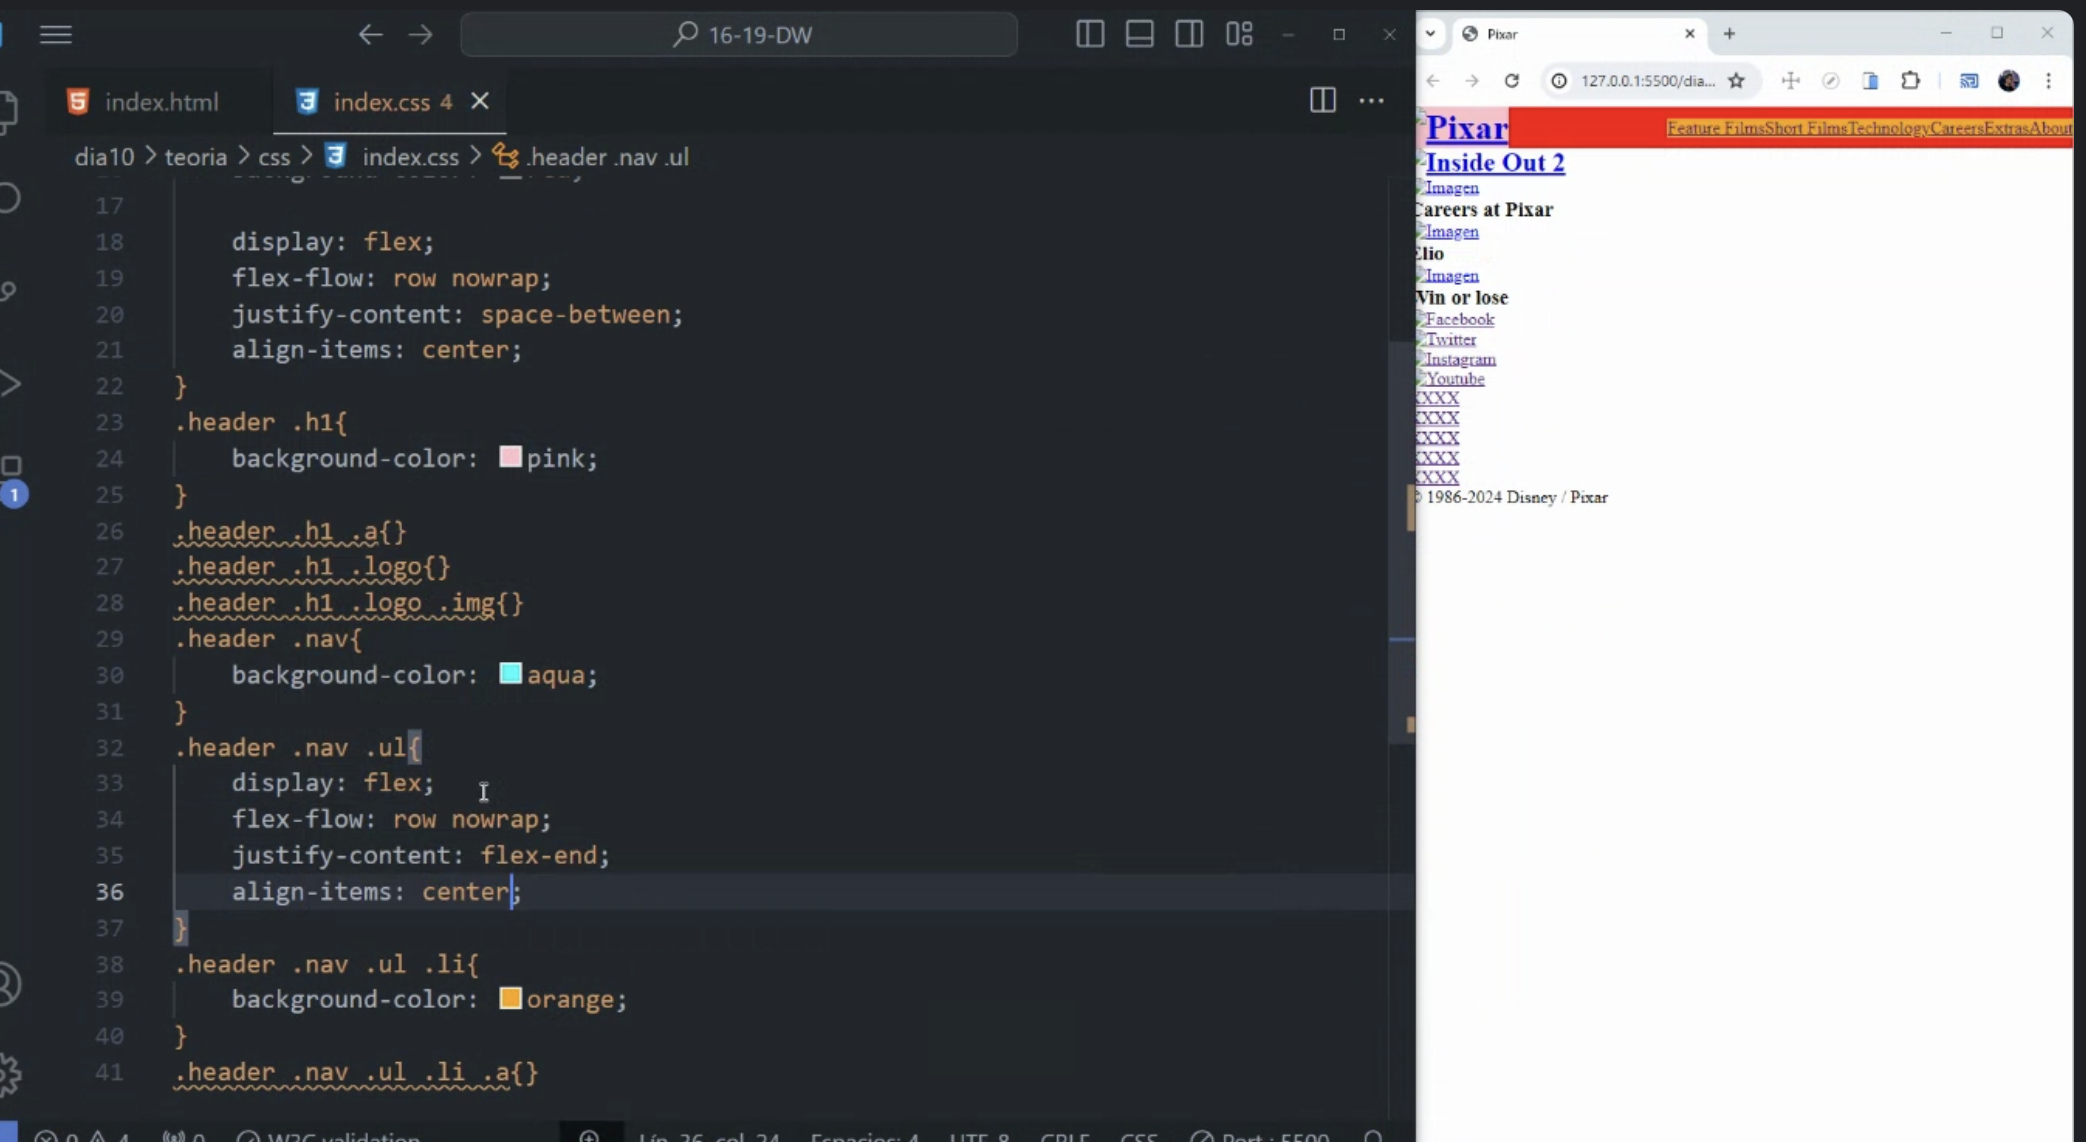 16-19-DW
index.html
index.css 4
dia10 > teoria > css > index.css > .header .nav .ul
17
18 display: flex;
19 flex-flow: row nowrap;
20 justify-content: space-between;
21 align-items: center;
22 }
23 .header .h1{
24 background-color: pink;
25 }
26 .header .h1 .a{}
27 .header .h1 .logo{}
28 .header .h1 .logo .img{}
29 .header .nav{
30 background-color: aqua;
31 }
32 .header .nav .ul{
33 display: flex;
34 flex-flow: row nowrap;
35 justify-content: flex-end;
36 align-items: center;
37 }
38 .header .nav .ul .li{
39 background-color: orange;
40 }
41 .header .nav .ul .li .a{}
1
0 4 0 W3C validation Lín. 36, col. 24 Espacios: 4 UTF-8 CRLF CSS Port : 5500
Pixar
127.0.0.1:5500/dia...
Pixar
Feature FilmsShort FilmsTechnologyCareersExtrasAbout
Inside Out 2
Imagen
Careers at Pixar
Imagen
Elio
Imagen
Win or lose
Facebook
Twitter
Instagram
Youtube
XXXX
XXXX
XXXX
XXXX
XXXX
© 1986-2024 Disney / Pixar